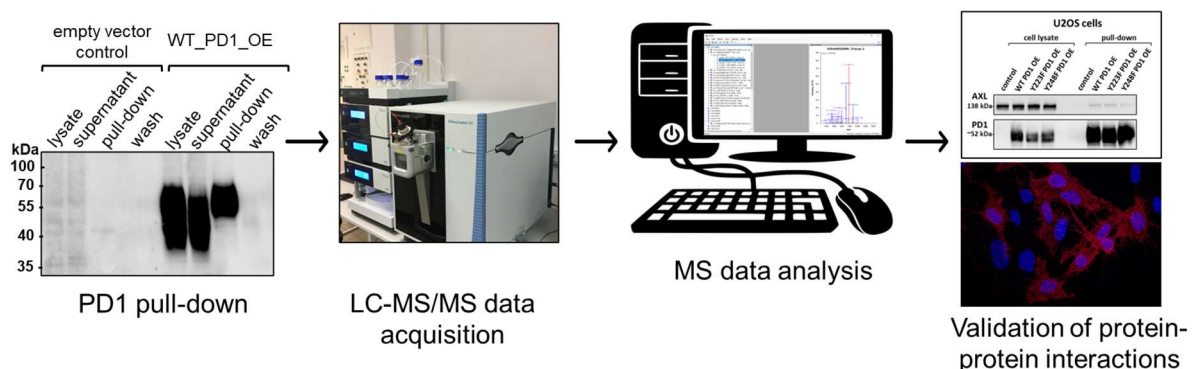 empty vector
control
WT_PD1_OE
lysate
supernatant
pull-down
wash
lysate
supernatant
pull-down
wash
kDa
100
70
55
40
35
PD1 pull-down
LC-MS/MS data
acquisition
MS data analysis
U2OS cells
cell lysate
pull-down
control
WT PD1 OE
Y223F PD1 OE
Y248F PD1 OE
control
WT PD1 OE
Y223F PD1 OE
Y248F PD1 OE
AXL
138 kDa
PD1
~52 kDa
Validation of protein-
protein interactions